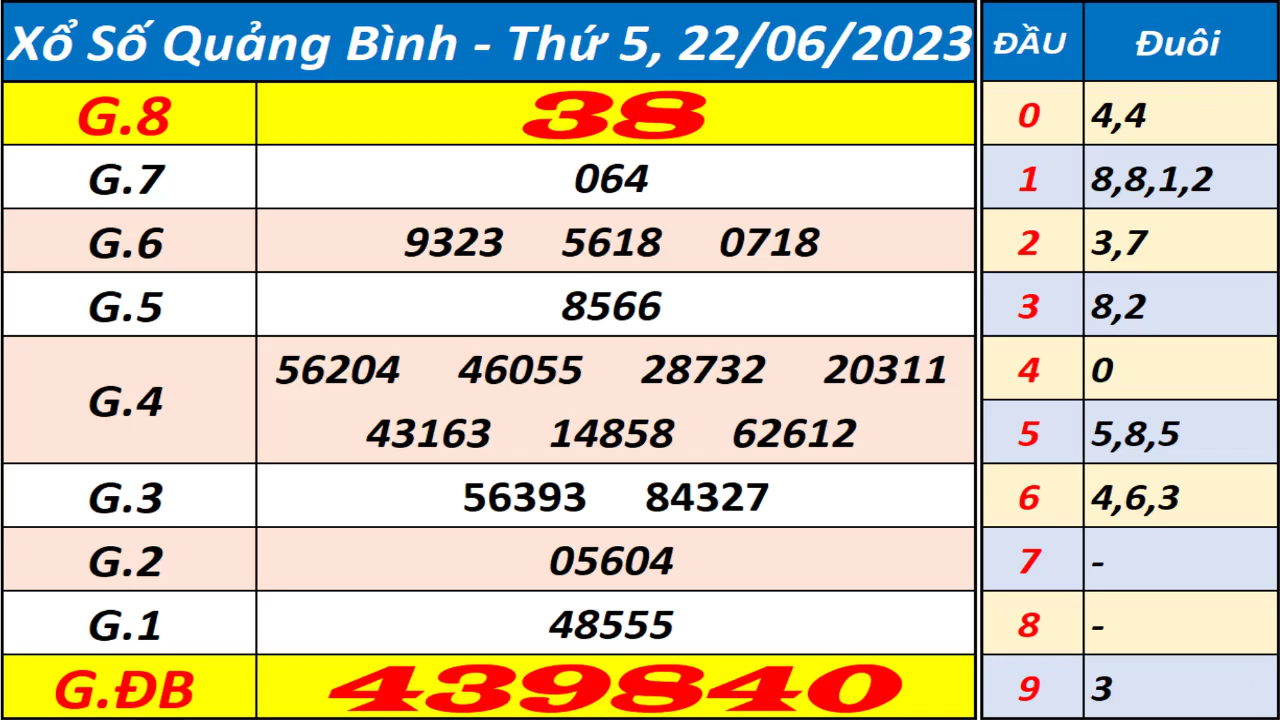 Xổ Số Quảng Bình - Thứ 5, 22/06/2023 ĐẦU Đuôi
G.8 38 0 4,4
G.7 064 1 8,8,1,2
G.6 9323 5618 0718 2 3,7
G.5 8566 3 8,2
G.4 56204 46055 28732 20311 4 0
43163 14858 62612 5 5,8,5
G.3 56393 84327 6 4,6,3
G.2 05604 7 -
G.1 48555 8 -
G.ĐB 439840 9 3